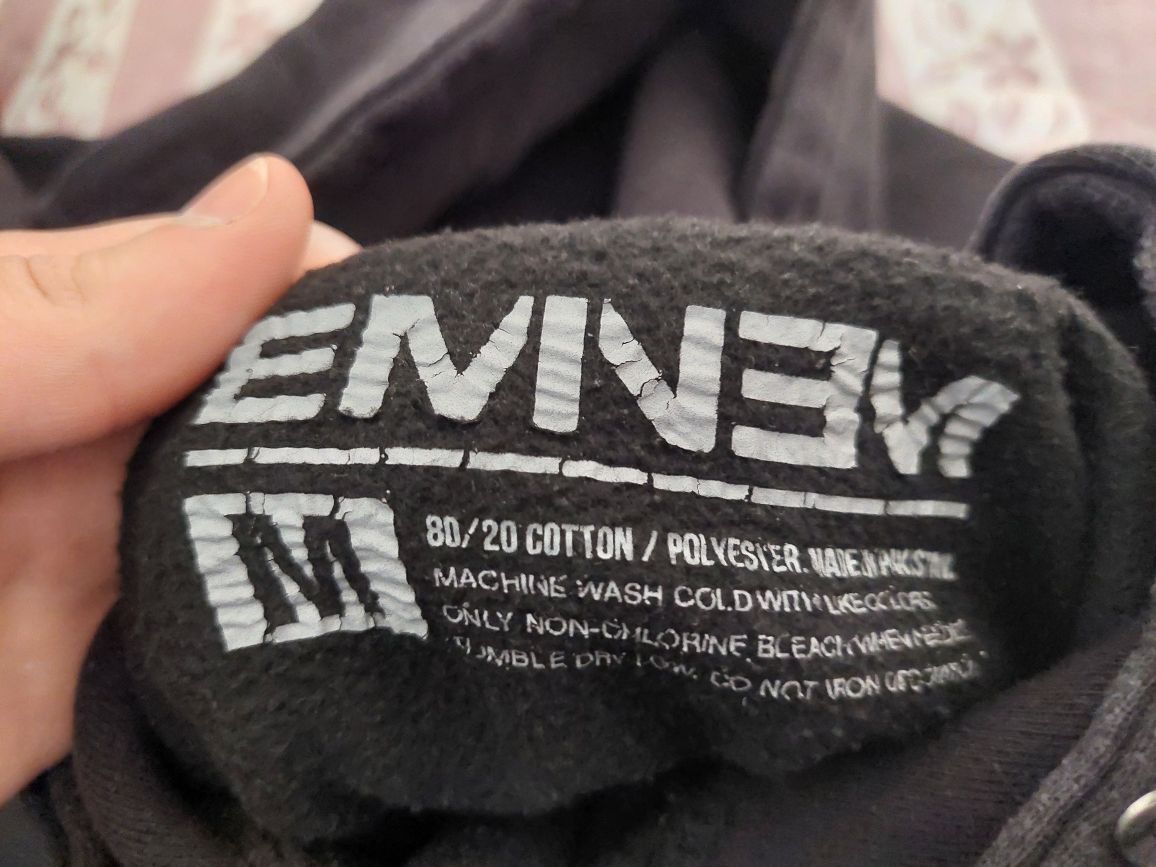 EMINƎM
M
80/20 COTTON / POLYESTER. MADE IN PAKISTAN
MACHINE WASH COLD WITH LIKE COLORS.
ONLY NON-CHLORINE BLEACH WHEN NEEDED
TUMBLE DRY LOW. DO NOT IRON